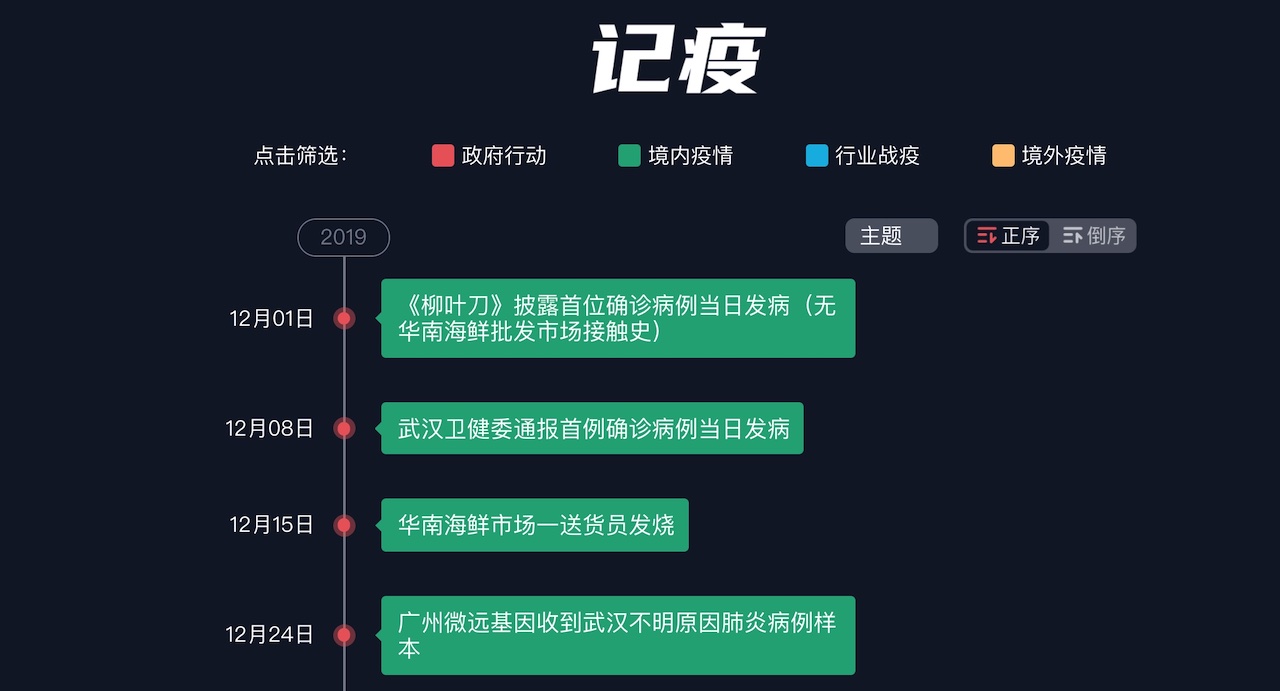 记疫
点击筛选：
政府行动
境内疫情
行业战疫
境外疫情
2019
主题
正序
倒序
12月01日
《柳叶刀》披露首位确诊病例当日发病（无
华南海鲜批发市场接触史）
12月08日
武汉卫健委通报首例确诊病例当日发病
12月15日
华南海鲜市场一送货员发烧
12月24日
广州微远基因收到武汉不明原因肺炎病例样
本